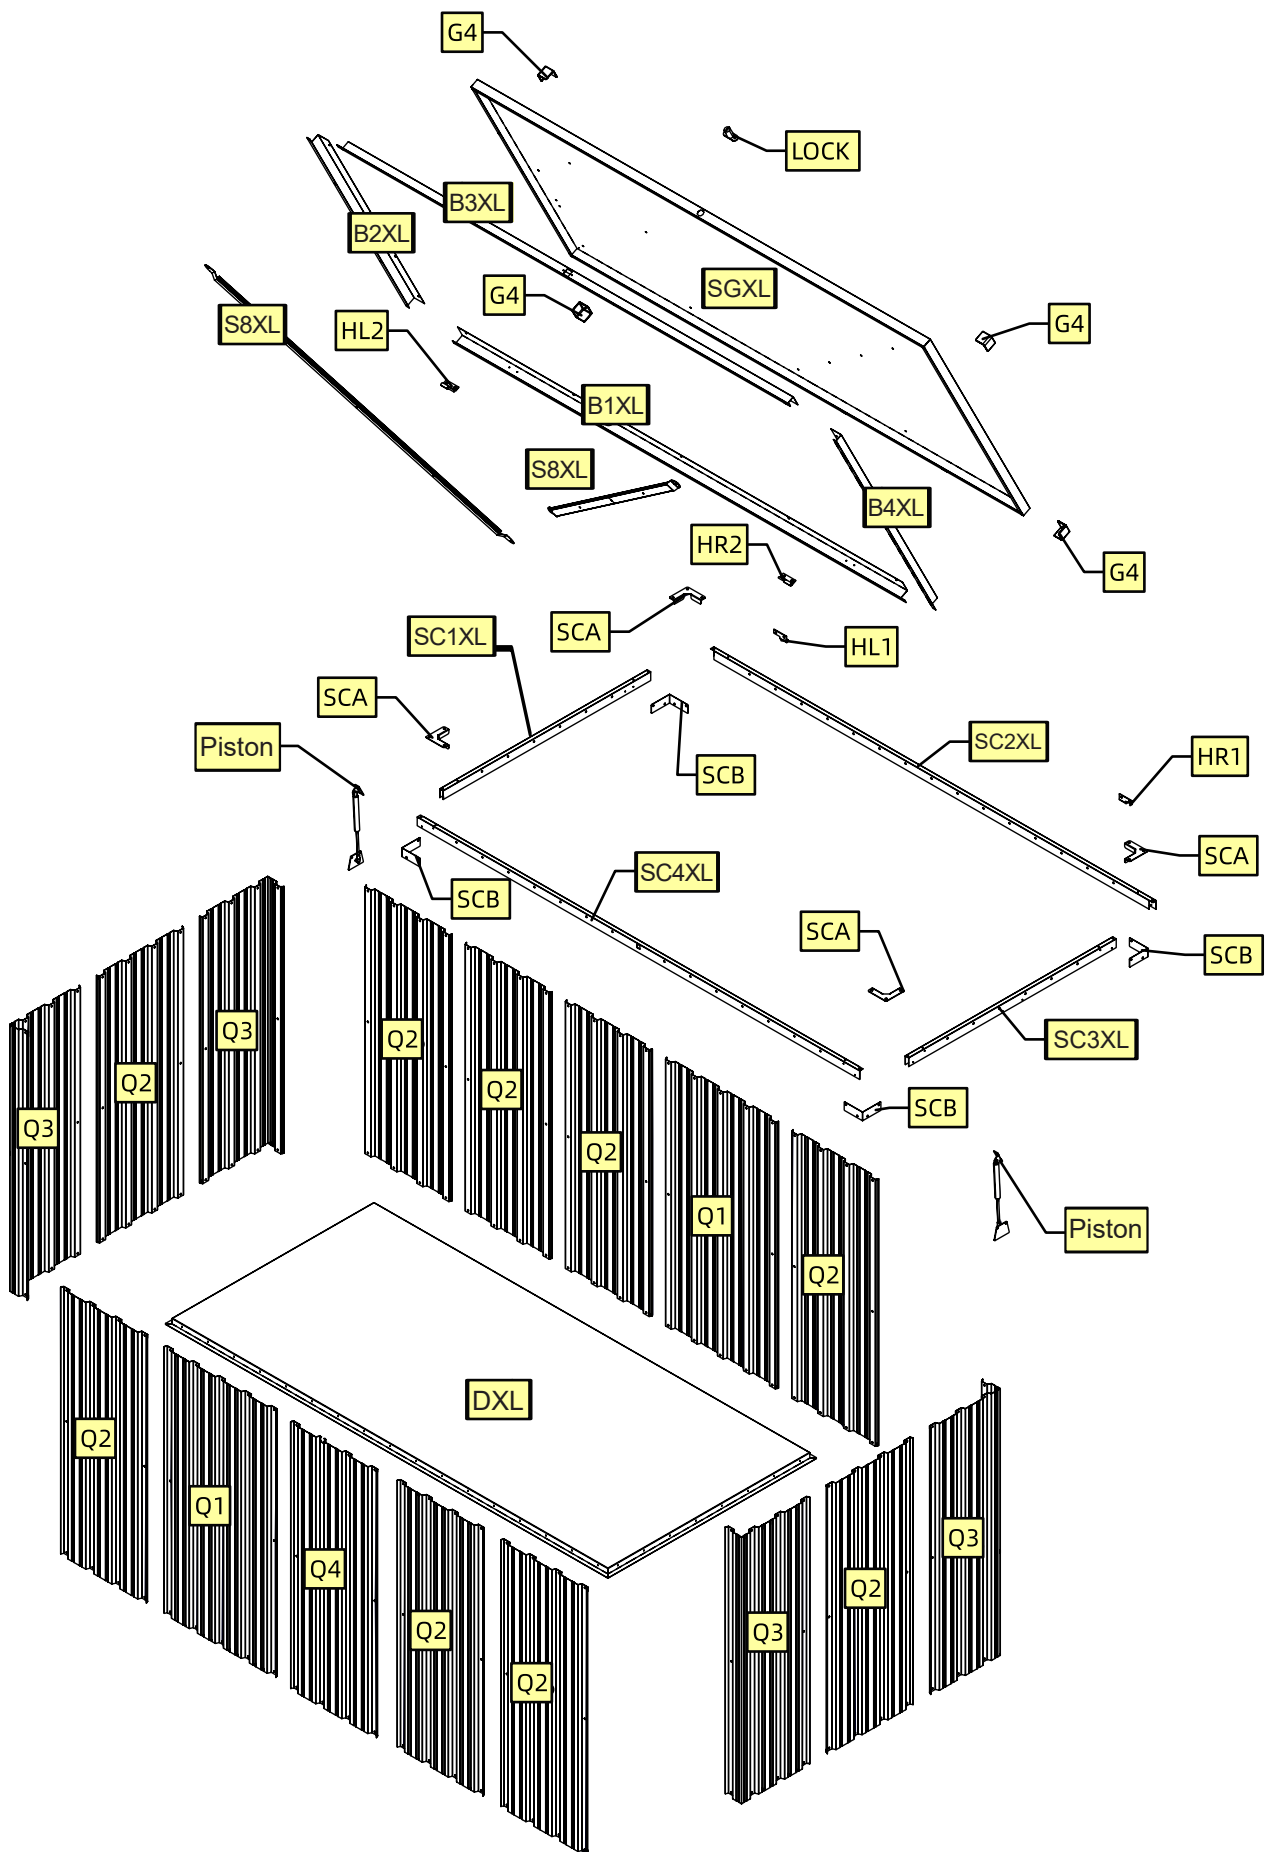 G4
LOCK
B3XL
B2XL
SGXL
G4
S8XL
HL2
G4
B1XL
S8XL
B4XL
HR2
G4
SCA
SC1XL
HL1
SCA
Piston
SC2XL
HR1
SCB
SCA
SC4XL
SCB
SCA
SCB
Q3
Q2
Q2
SC3XL
Q2
Q3
SCB
Q2
Q1
Piston
Q2
DXL
Q2
Q1
Q4
Q3
Q2
Q2
Q3
Q2